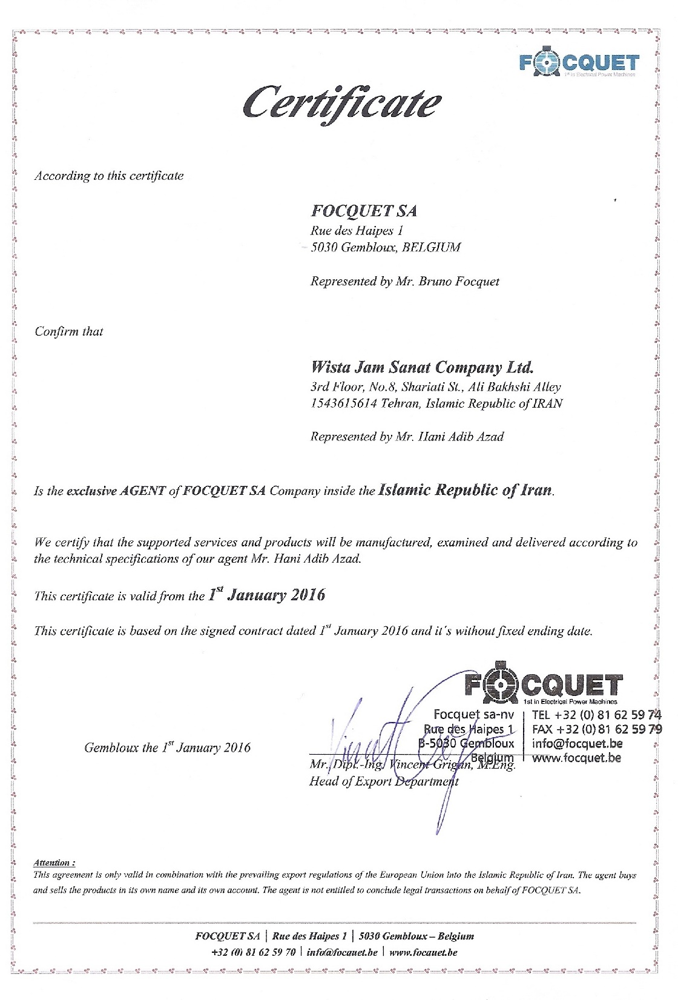 FOCQUET
1st in Electrical Power Machines
Certificate
According to this certificate
FOCQUET SA
Rue des Haipes 1
5030 Gembloux, BELGIUM
Represented by Mr. Bruno Focquet
Confirm that
Wista Jam Sanat Company Ltd.
3rd Floor, No.8, Shariati St., Ali Bakhshi Alley
1543615614 Tehran, Islamic Republic of IRAN
Represented by Mr. Hani Adib Azad
Is the exclusive AGENT of FOCQUET SA Company inside the Islamic Republic of Iran.
We certify that the supported services and products will be manufactured, examined and delivered according to
the technical specifications of our agent Mr. Hani Adib Azad.
This certificate is valid from the 1st January 2016
This certificate is based on the signed contract dated 1st January 2016 and it´s without fixed ending date.
FOCQUET
1st in Electrical Power Machines
Focquet sa-nv TEL +32 (0) 81 62 59 74
Rue des Haipes 1 FAX +32 (0) 81 62 59 79
B-5030 Gembloux info@focquet.be
Belgium www.focquet.be
Gembloux the 1st January 2016
Mr. Dipl.-Ing. Vincent Grignn, M.Eng.
Head of Export Department
Attention :
This agreement is only valid in combination with the prevailing export regulations of the European Union into the Islamic Republic of Iran. The agent buys
and sells the products in its own name and its own account. The agent is not entitled to conclude legal transactions on behalf of FOCQUET SA.
FOCQUET SA | Rue des Haipes 1 | 5030 Gembloux – Belgium
+32 (0) 81 62 59 70 | info@focquet.be | www.focquet.be